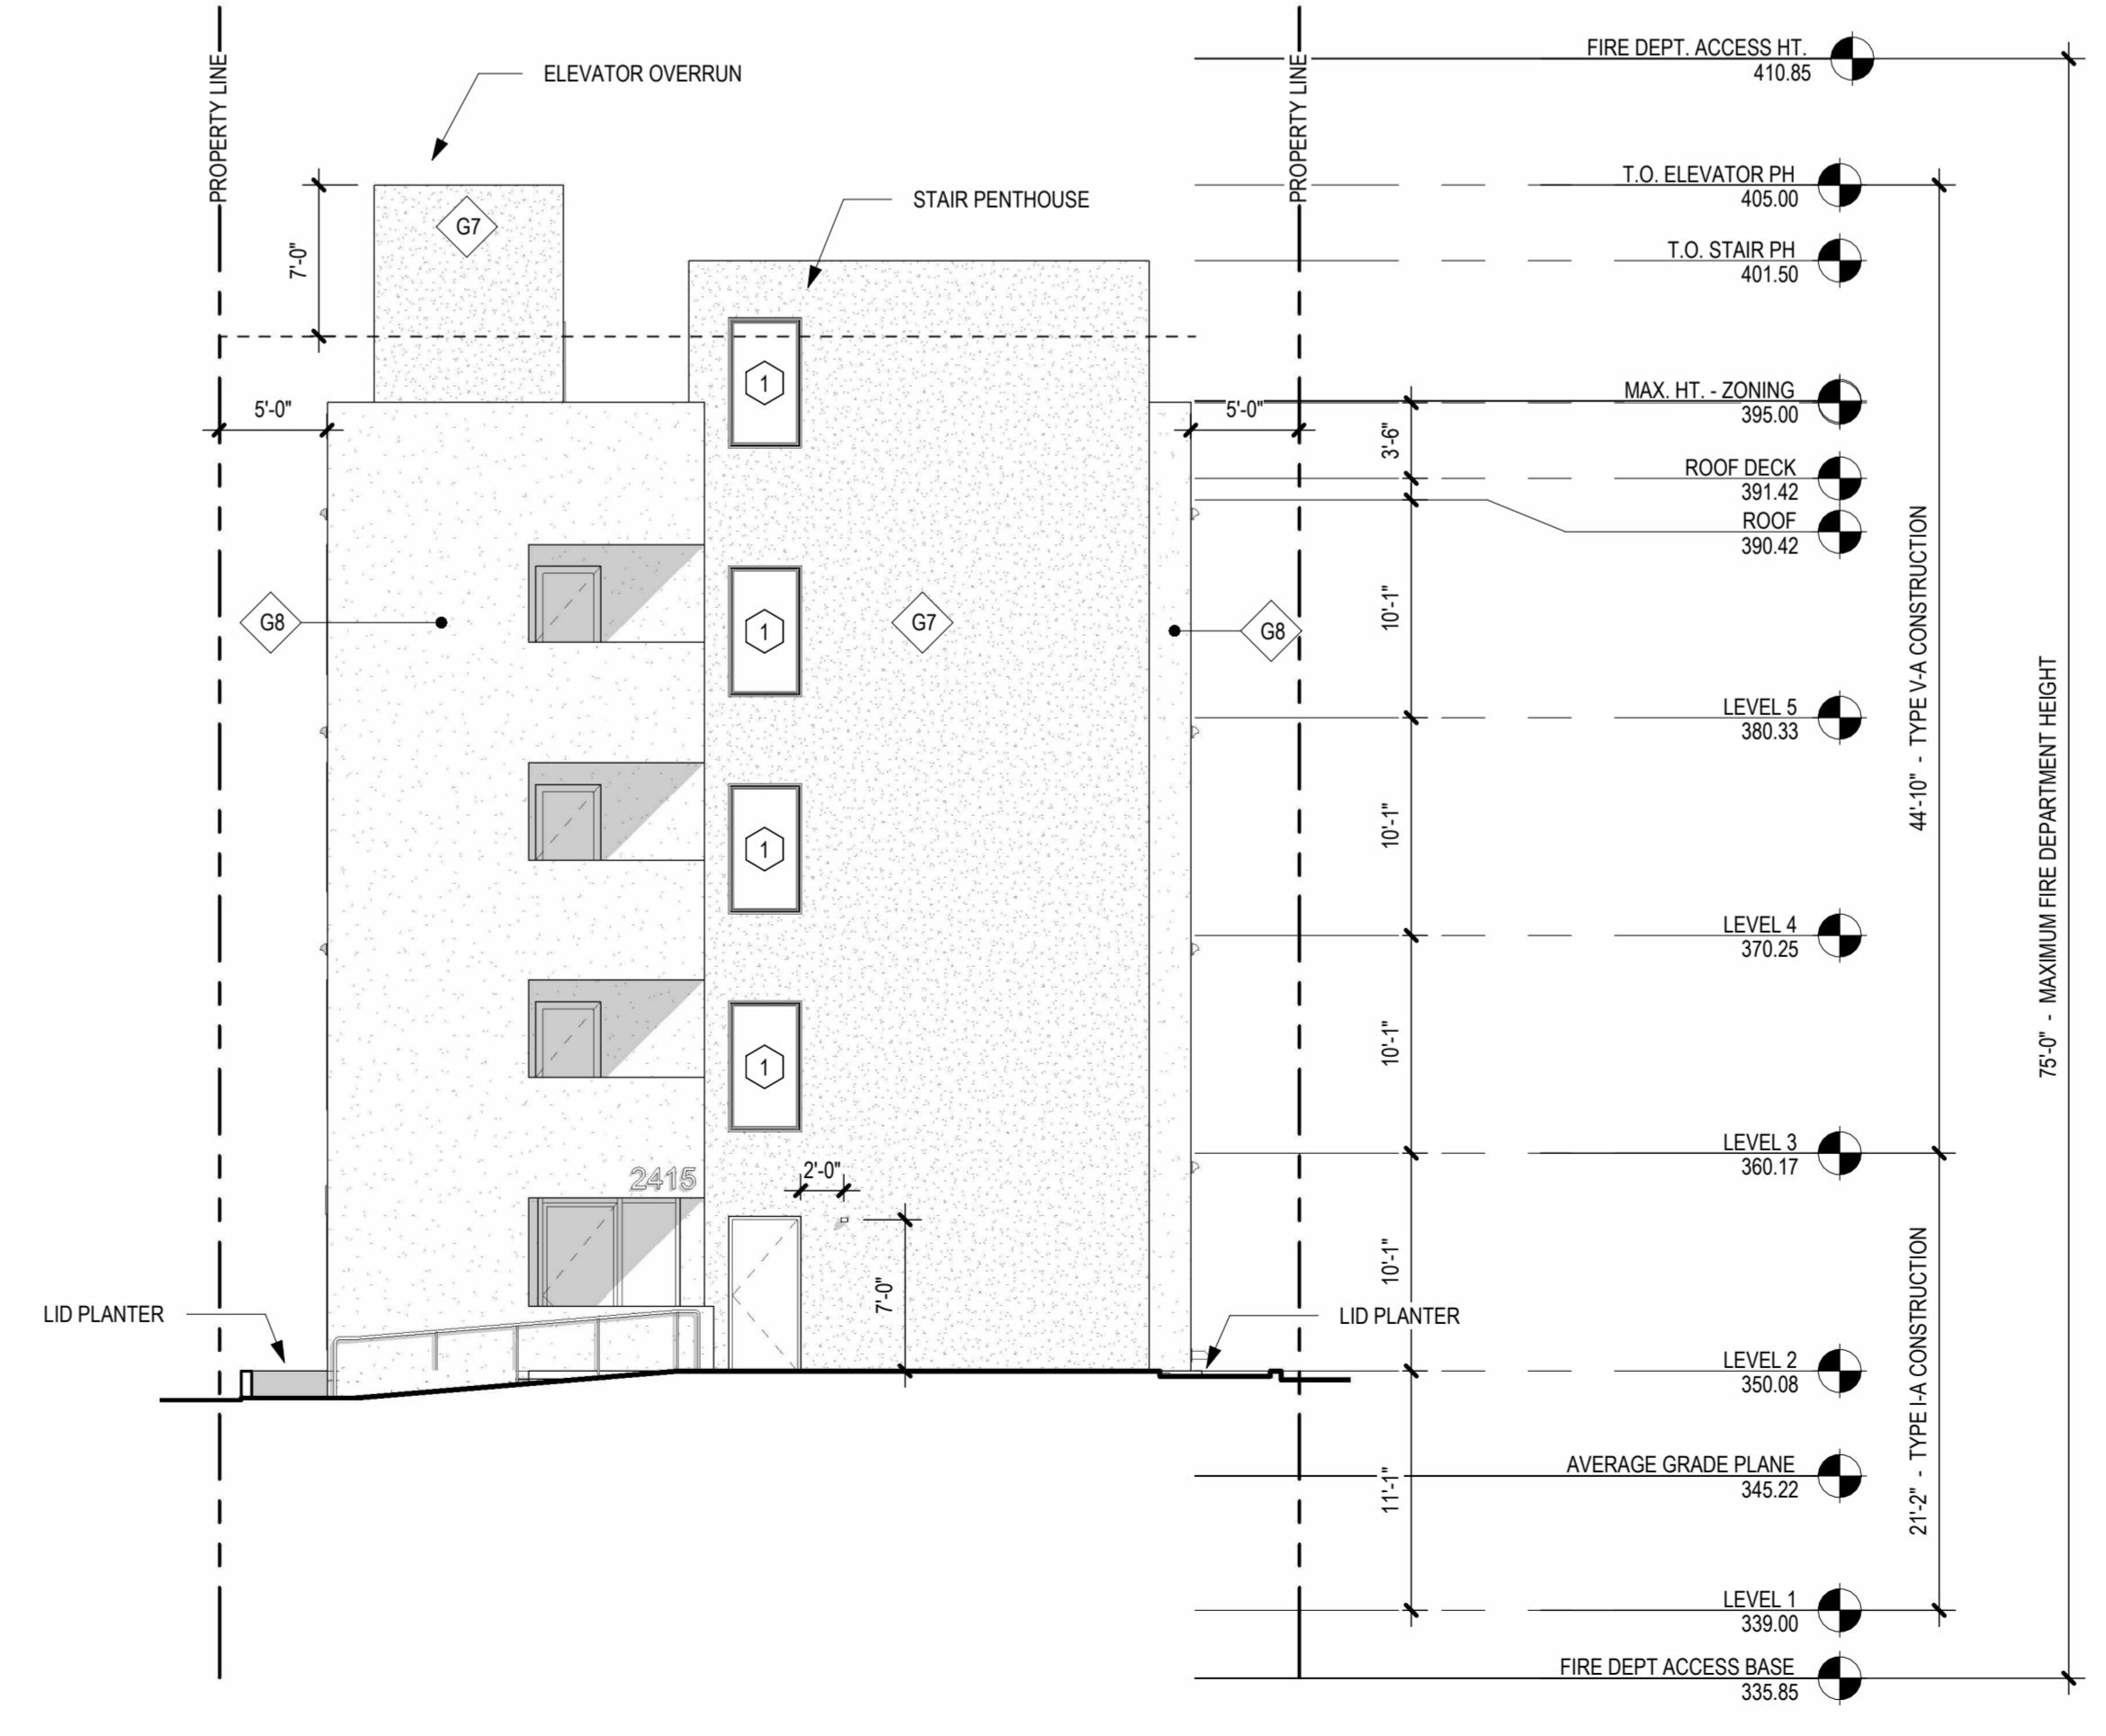 PROPERTY LINE
ELEVATOR OVERRUN
7'-0"
G7
STAIR PENTHOUSE
PROPERTY LINE
5'-0"
5'-0"
1
1
1
1
G8
G7
G8
2415
2'-0"
7'-0"
LID PLANTER
LID PLANTER
FIRE DEPT. ACCESS HT.
410.85
T.O. ELEVATOR PH
405.00
T.O. STAIR PH
401.50
MAX. HT. - ZONING
395.00
3'-6"
ROOF DECK
391.42
ROOF
390.42
10'-1"
LEVEL 5
380.33
10'-1"
LEVEL 4
370.25
10'-1"
LEVEL 3
360.17
10'-1"
LEVEL 2
350.08
AVERAGE GRADE PLANE
345.22
11'-1"
LEVEL 1
339.00
FIRE DEPT ACCESS BASE
335.85
44'-10" - TYPE V-A CONSTRUCTION
21'-2" - TYPE I-A CONSTRUCTION
75'-0" - MAXIMUM FIRE DEPARTMENT HEIGHT